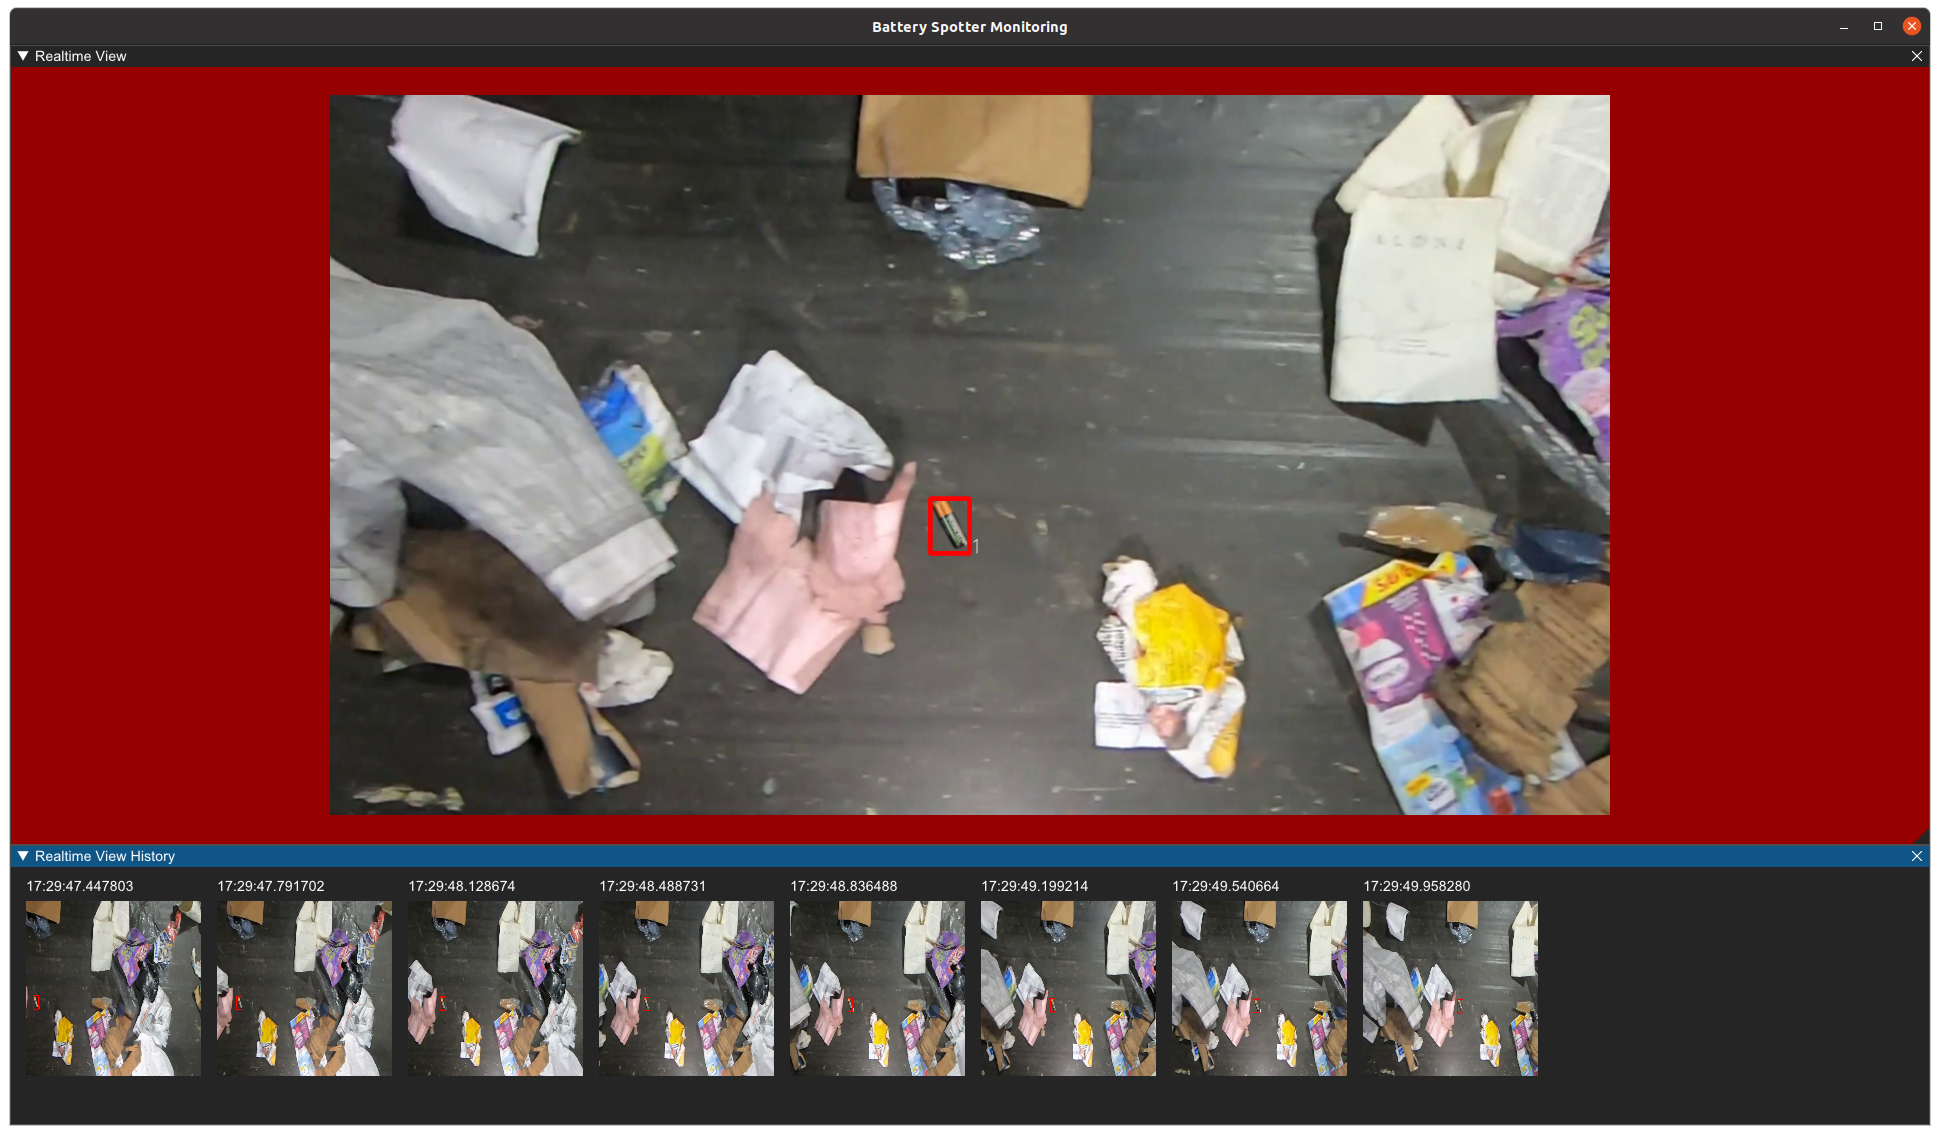 Battery Spotter Monitoring
Realtime View
ALONE
1
Realtime View History
17:29:47.447803
17:29:47.791702
17:29:48.128674
17:29:48.488731
17:29:48.836488
17:29:49.199214
17:29:49.540664
17:29:49.958280